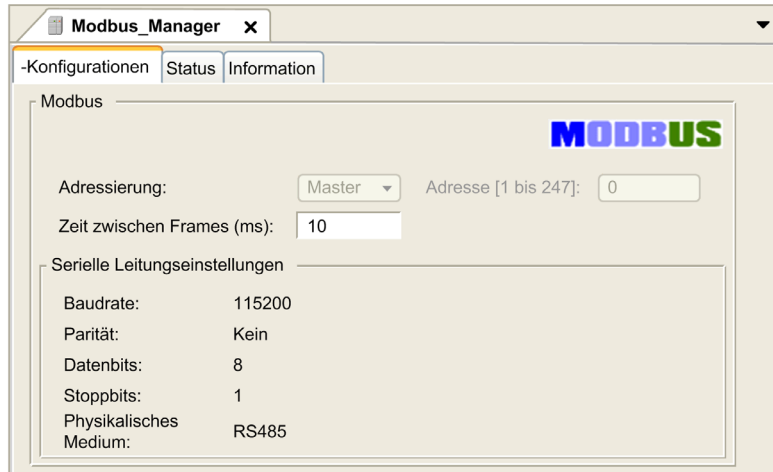 Modbus_Manager X
-Konfigurationen Status Information
Modbus
MODBUS
Adressierung: Master Adresse [1 bis 247]: 0
Zeit zwischen Frames (ms): 10
Serielle Leitungseinstellungen
Baudrate: 115200
Parität: Kein
Datenbits: 8
Stoppbits: 1
Physikalisches
Medium: RS485